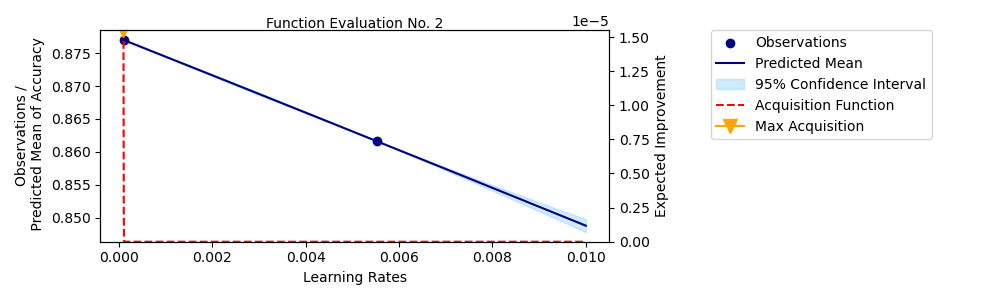 Function Evaluation No. 2
1e−5
Observations /
Predicted Mean of Accuracy
0.875
0.870
0.865
0.860
0.855
0.850
1.50
1.25
1.00
0.75
0.50
0.25
0.00
Expected Improvement
0.000 0.002 0.004 0.006 0.008 0.010
Learning Rates
Observations
Predicted Mean
95% Confidence Interval
Acquisition Function
Max Acquisition